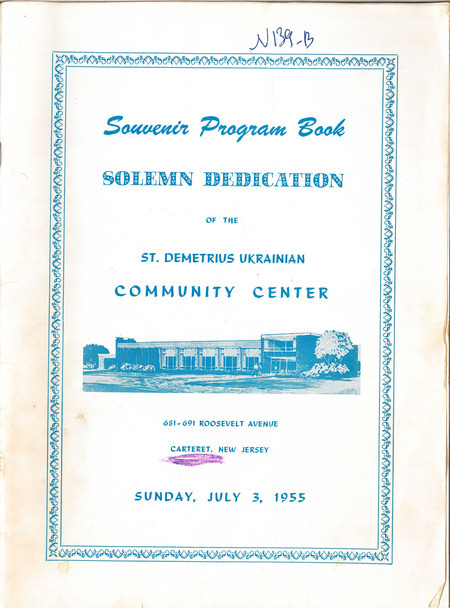 N139-B
Souvenir Program Book
SOLEMN DEDICATION
OF THE
ST. DEMETRIUS UKRAINIAN
COMMUNITY CENTER
681-691 ROOSEVELT AVENUE
CARTERET, NEW JERSEY
SUNDAY, JULY 3, 1955